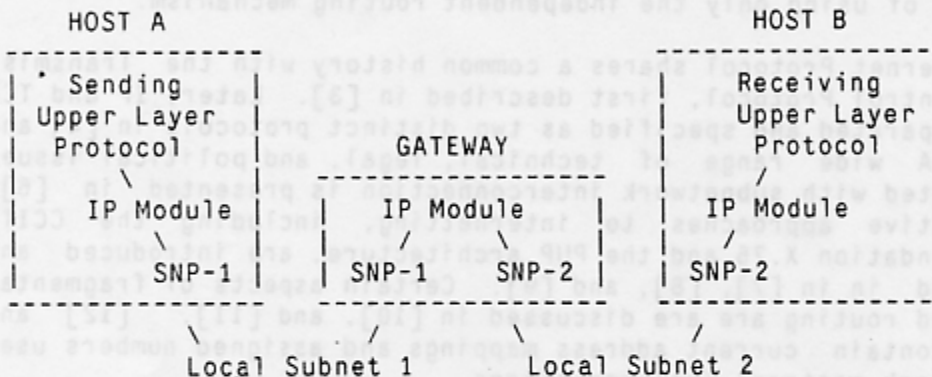 HOST A HOST B
Sending Receiving
Upper Layer Upper Layer
Protocol GATEWAY Protocol
IP Module IP Module IP Module
SNP-1 SNP-1 SNP-2 SNP-2
Local Subnet 1 Local Subnet 2